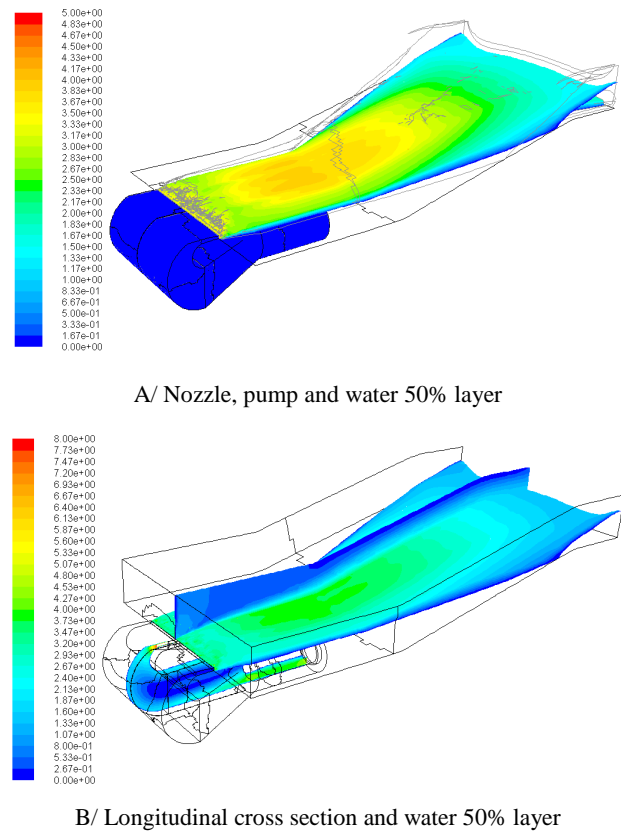 5.00e+00
4.83e+00
4.67e+00
4.50e+00
4.33e+00
4.17e+00
4.00e+00
3.83e+00
3.67e+00
3.50e+00
3.33e+00
3.17e+00
3.00e+00
2.83e+00
2.67e+00
2.50e+00
2.33e+00
2.17e+00
2.00e+00
1.83e+00
1.67e+00
1.50e+00
1.33e+00
1.17e+00
1.00e+00
8.33e-01
6.67e-01
5.00e-01
3.33e-01
1.67e-01
0.00e+00
A/ Nozzle, pump and water 50% layer
8.00e+00
7.73e+00
7.47e+00
7.20e+00
6.93e+00
6.67e+00
6.40e+00
6.13e+00
5.87e+00
5.60e+00
5.33e+00
5.07e+00
4.80e+00
4.53e+00
4.27e+00
4.00e+00
3.73e+00
3.47e+00
3.20e+00
2.93e+00
2.67e+00
2.40e+00
2.13e+00
1.87e+00
1.60e+00
1.33e+00
1.07e+00
8.00e-01
5.33e-01
2.67e-01
0.00e+00
B/ Longitudinal cross section and water 50% layer